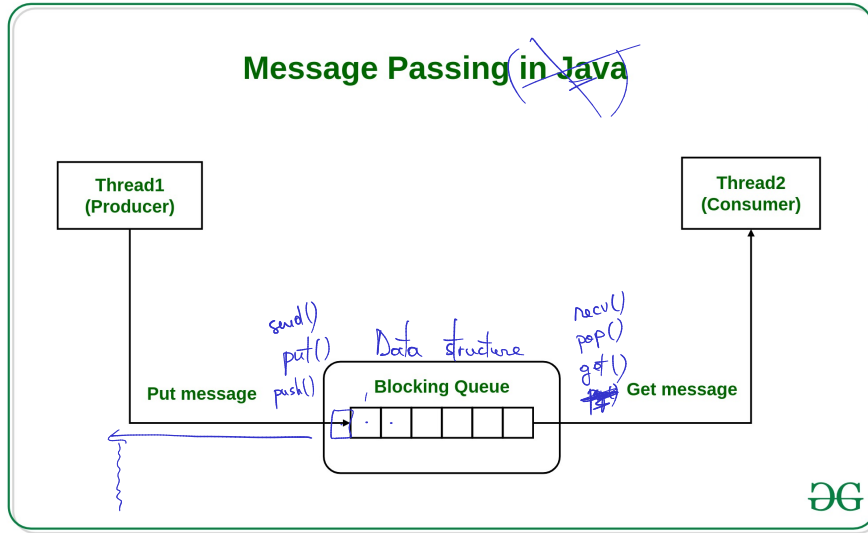 Message Passing in Java
Thread1
(Producer)
Thread2
(Consumer)
send()
put()
push()
Data structure
recv()
pop()
get()
Put message
Blocking Queue
Get message
GG